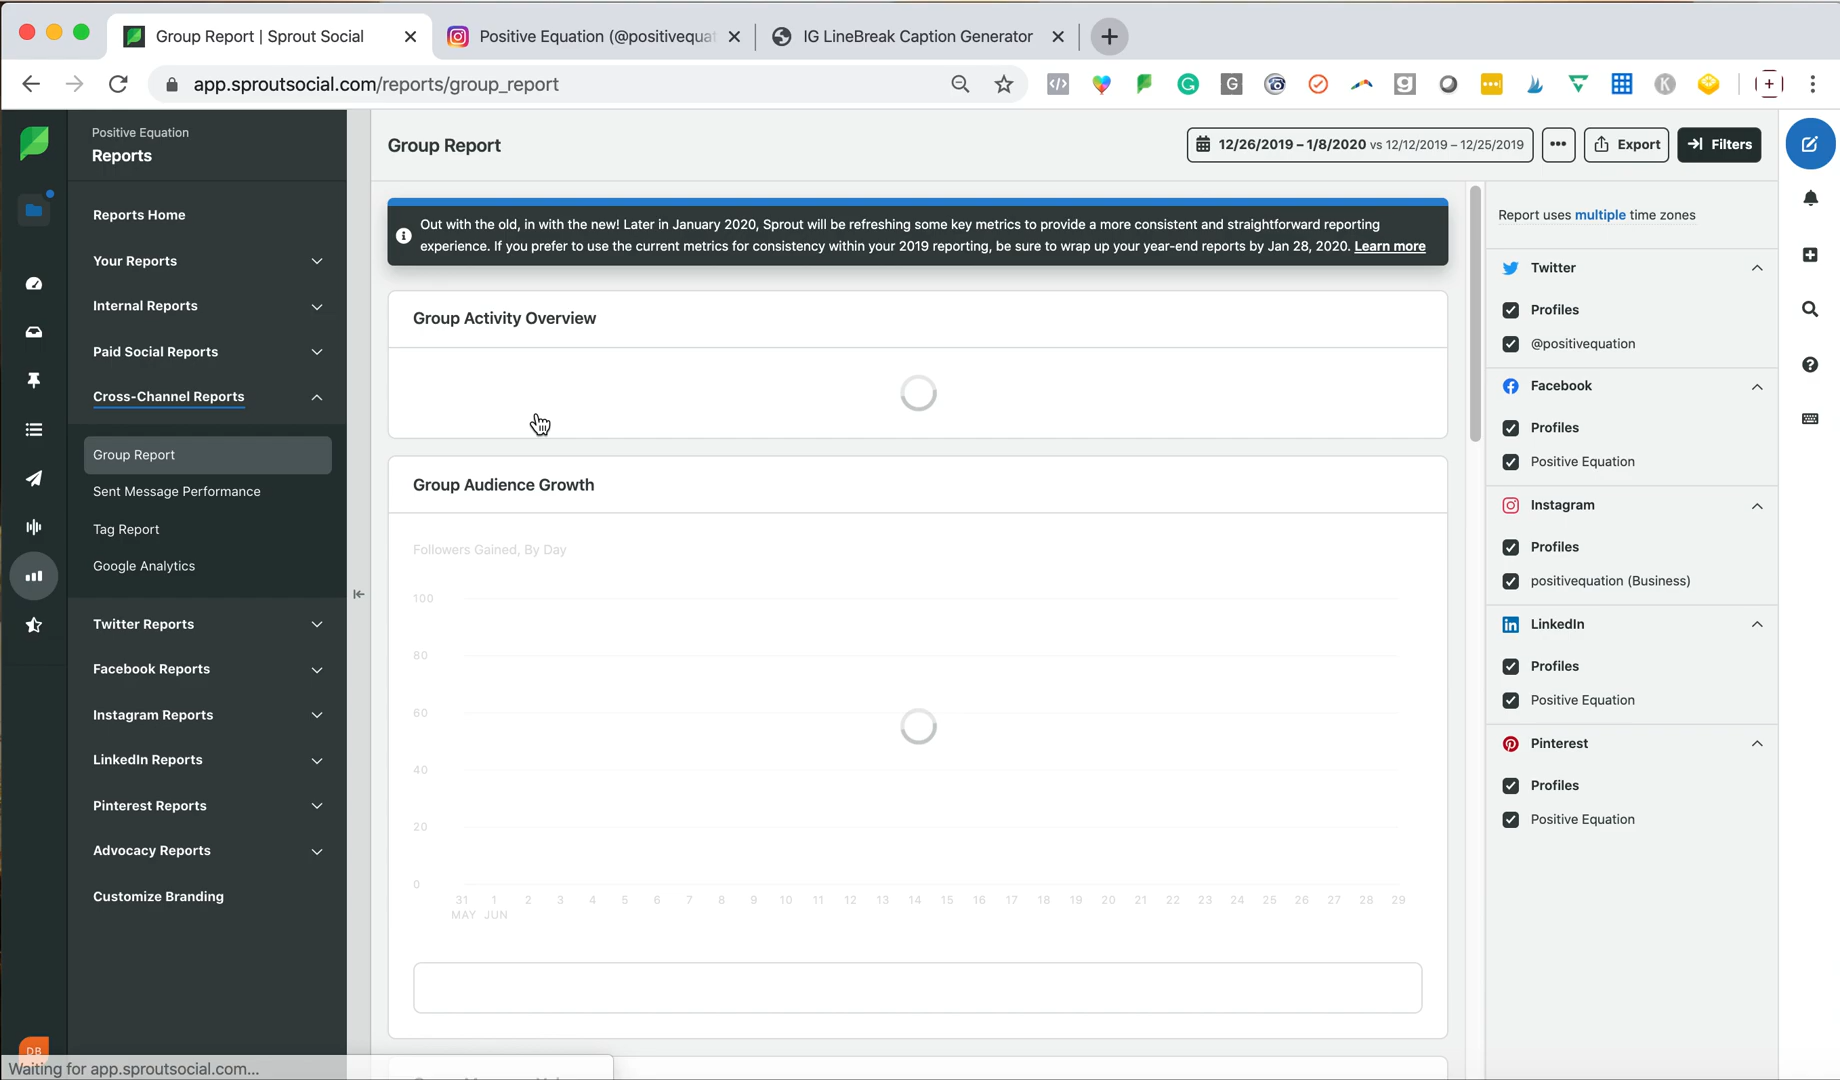 Group Report | Sprout Social
Positive Equation (@positivequat
IG LineBreak Caption Generator
app.sproutsocial.com/reports/group_report
Positive Equation
Reports
Reports Home
Your Reports
Internal Reports
Paid Social Reports
Cross-Channel Reports
Group Report
Sent Message Performance
Tag Report
Google Analytics
Twitter Reports
Facebook Reports
Instagram Reports
LinkedIn Reports
Pinterest Reports
Advocacy Reports
Customize Branding
DB
Waiting for app.sproutsocial.com...
Group Report
12/26/2019 – 1/8/2020 vs 12/12/2019 – 12/25/2019
Export
Filters
Out with the old, in with the new! Later in January 2020, Sprout will be refreshing some key metrics to provide a more consistent and straightforward reporting
experience. If you prefer to use the current metrics for consistency within your 2019 reporting, be sure to wrap up your year-end reports by Jan 28, 2020. Learn more
Group Activity Overview
Group Audience Growth
Followers Gained, By Day
100
80
60
40
20
0
31 1 2 3 4 5 6 7 8 9 10 11 12 13 14 15 16 17 18 19 20 21 22 23 24 25 26 27 28 29
MAY JUN
Report uses multiple time zones
Twitter
Profiles
@positivequation
Facebook
Profiles
Positive Equation
Instagram
Profiles
positivequation (Business)
LinkedIn
Profiles
Positive Equation
Pinterest
Profiles
Positive Equation